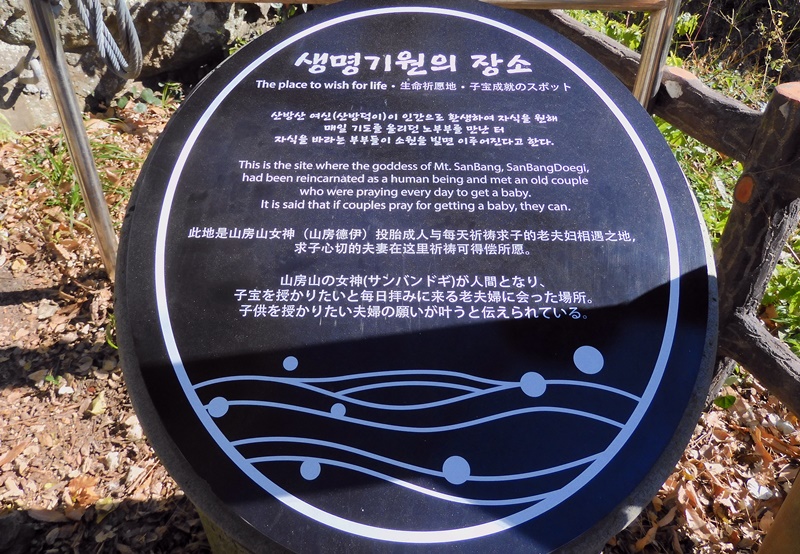 생명기원의 장소
The place to wish for life • 生命祈愿地 • 子宝成就のスポット
산방산 여신(산방덕이)이 인간으로 환생하여 자식을 원해
매일 기도를 올리던 노부부를 만난 터
자식을 바라는 부부들이 소원을 빌면 이루어진다고 한다.
This is the site where the goddess of Mt. SanBang, SanBangDoegi,
had been reincarnated as a human being and met an old couple
who were praying every day to get a baby.
It is said that if couples pray for getting a baby, they can.
此地是山房山女神（山房德伊）投胎成人与每天祈祷求子的老夫妇相遇之地，
求子心切的夫妻在这里祈祷可得偿所愿。
山房山の女神(サンバンドギ)が人間となり、
子宝を授かりたいと毎日拝みに来る老夫婦に会った場所。
子供を授かりたい夫婦の願いが叶うと伝えられている。